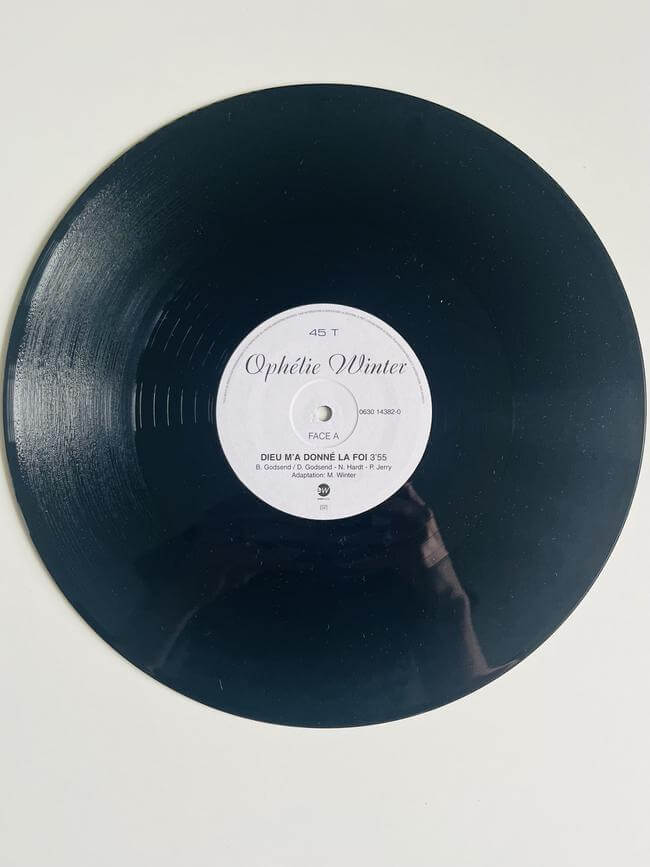 45 T
Ophélie Winter
0630 14382-0
FACE A
DIEU M'A DONNÉ LA FOI 3'55
B. Godsend / D. Godsend - N. Hardt - P. Jerry
Adaptation: M. Winter